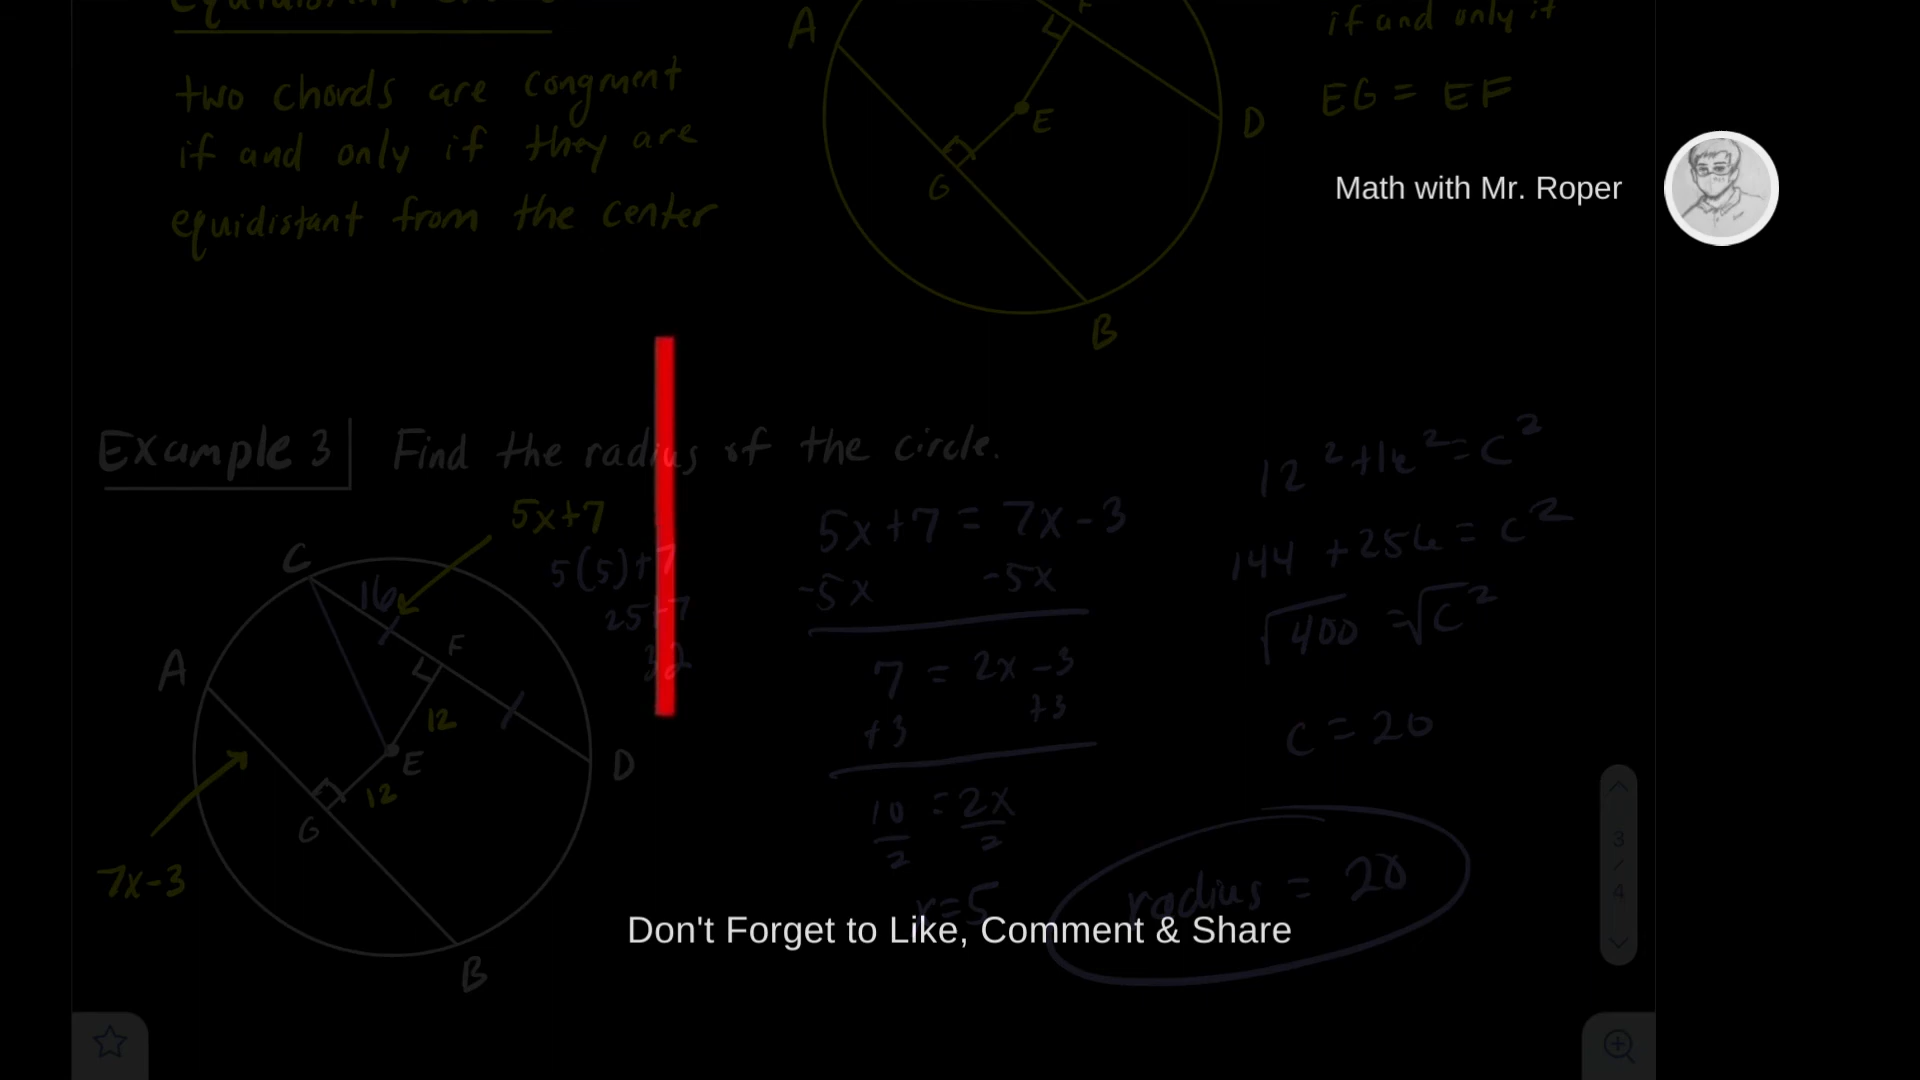 if and only if
A
F
two chords are congruent
EG = EF
E
D
if and only if they are
Math with Mr. Roper
G
equidistant from the center
B
Example 3
Find the radius of the circle.
12²+16²=C²
5x+7
5x+7 = 7x-3
C
144 +256= C²
5(5)+7
-5x -5x
16
25+7
√400 =√C²
F
A
32
7 = 2x -3
12
+3 +3
C = 20
E
D
12
10 = 2x
2 2
G
7x-3
radius = 20
x=5
Don't Forget to Like, Comment & Share
B
3
/
4